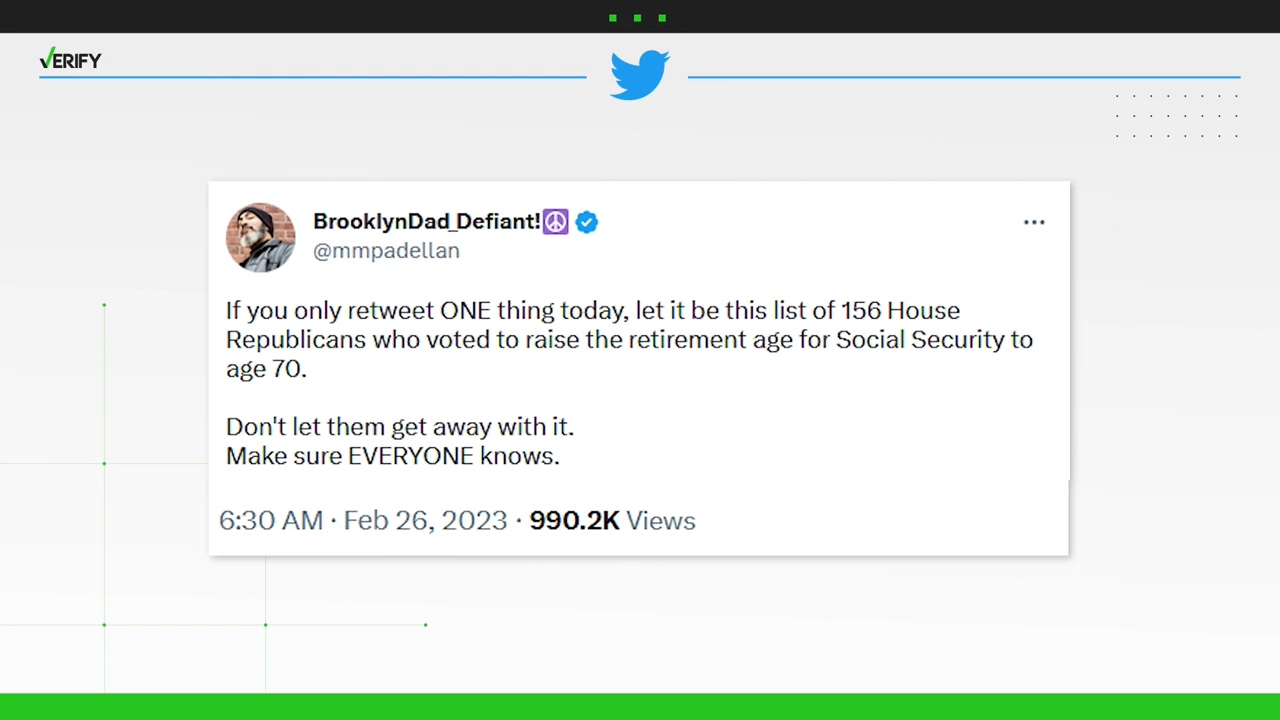 VERIFY
BrooklynDad_Defiant!☮
@mmpadellan
If you only retweet ONE thing today, let it be this list of 156 House
Republicans who voted to raise the retirement age for Social Security to
age 70.
Don't let them get away with it.
Make sure EVERYONE knows.
6:30 AM · Feb 26, 2023 · 990.2K Views